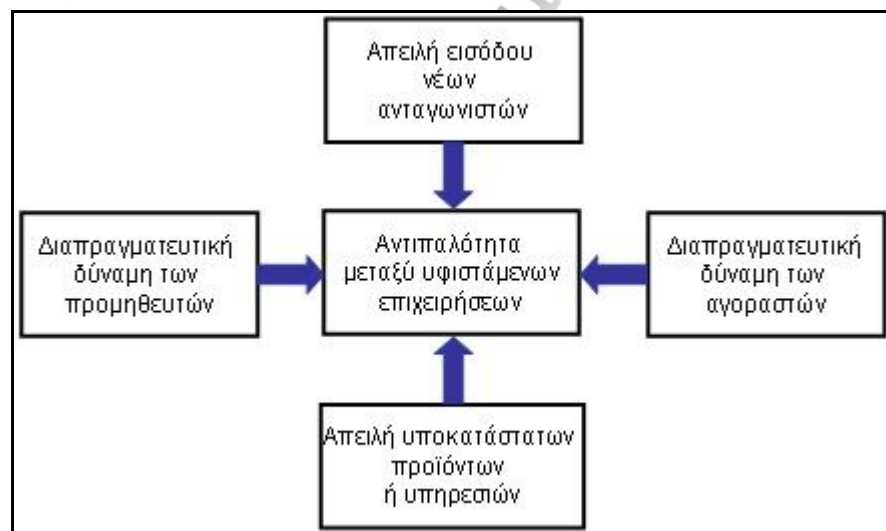 Απειλή εισόδου
νέων
ανταγωνιστών
Διαπραγματευτική
δύναμη των
προμηθευτών
Αντιπαλότητα
μεταξύ υφιστάμενων
επιχειρήσεων
Διαπραγματευτική
δύναμη των
αγοραστών
Απειλή υποκατάστατων
προϊόντων
ή υπηρεσιών